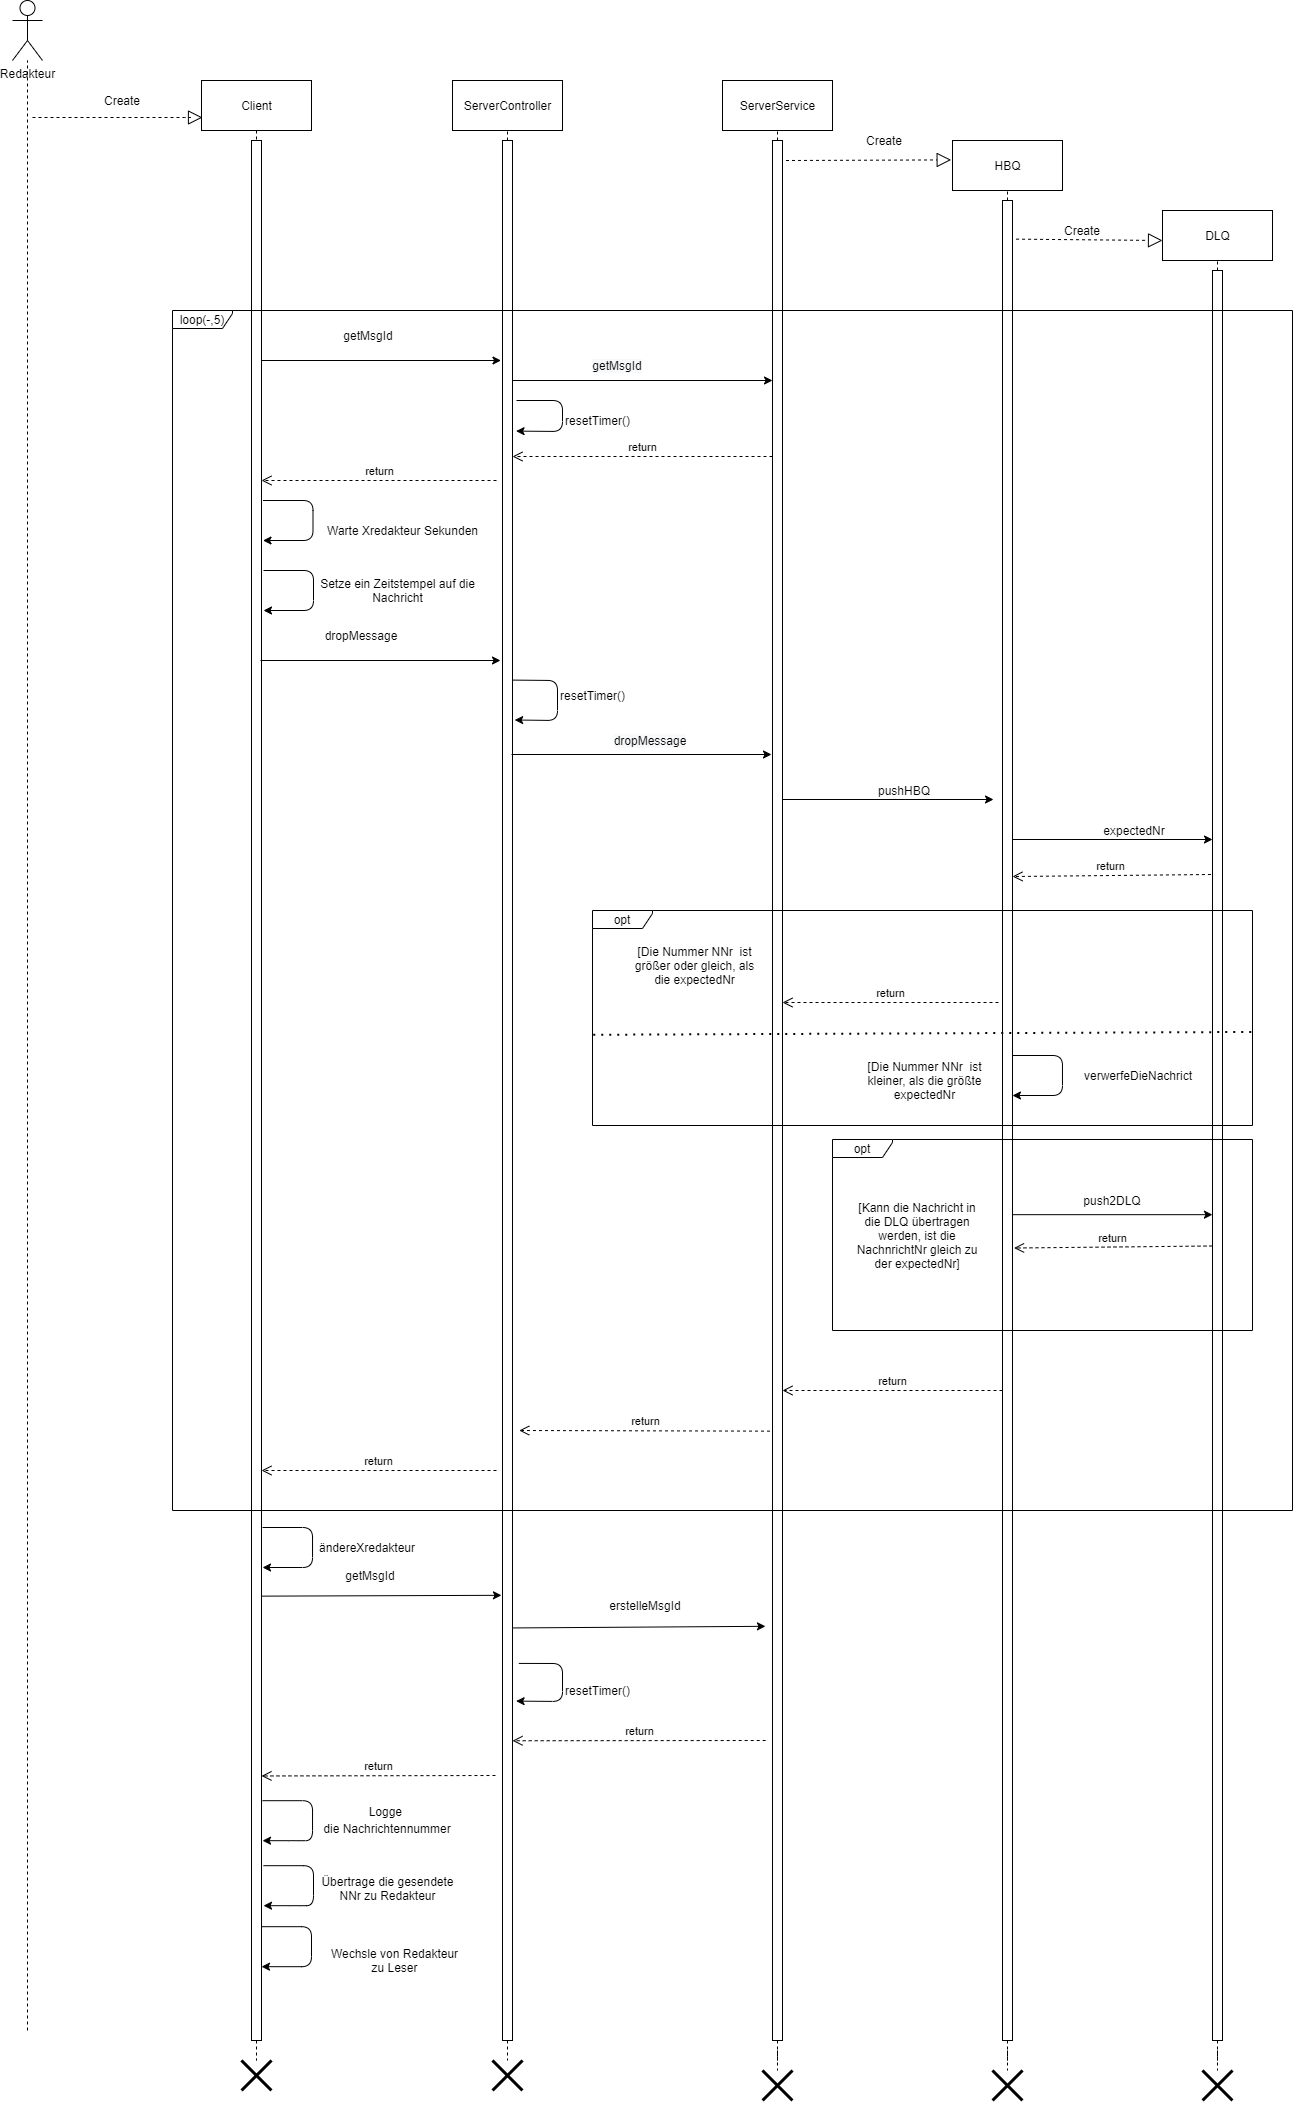 Redakteur
Create
Client
ServerController
ServerService
Create
HBQ
Create
DLQ
loop(-,5)
getMsgId
getMsgId
resetTimer()
return
return
Warte Xredakteur Sekunden
Setze ein Zeitstempel auf die
Nachricht
dropMessage
resetTimer()
dropMessage
pushHBQ
expectedNr
return
opt
[Die Nummer NNr ist
größer oder gleich, als
die expectedNr
return
[Die Nummer NNr ist
kleiner, als die größte
expectedNr
verwerfeDieNachrict
opt
[Kann die Nachricht in
die DLQ übertragen
werden, ist die
NachnrichtNr gleich zu
der expectedNr]
push2DLQ
return
return
return
return
ändereXredakteur
getMsgId
erstelleMsgId
resetTimer()
return
return
Logge
die Nachrichtennummer
Übertrage die gesendete
NNr zu Redakteur
Wechsle von Redakteur
zu Leser